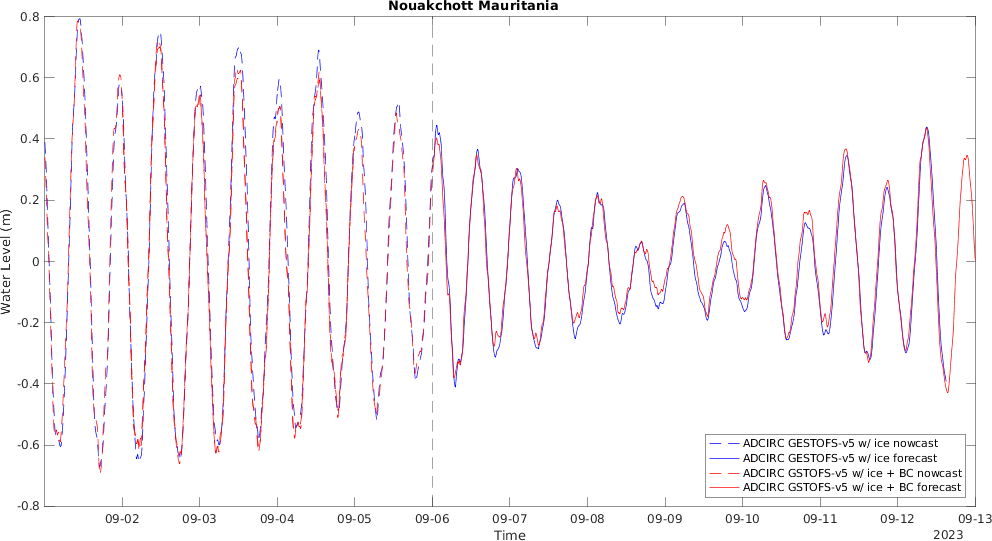 Nouakchott Mauritania
0.8
0.6
0.4
0.2
0
-0.2
-0.4
-0.6
-0.8
Water Level (m)
ADCIRC GESTOFS-v5 w/ ice nowcast
ADCIRC GESTOFS-v5 w/ ice forecast
ADCIRC GSTOFS-v5 w/ ice + BC nowcast
ADCIRC GSTOFS-v5 w/ ice + BC forecast
09-02 09-03 09-04 09-05 09-06 09-07 09-08 09-09 09-10 09-11 09-12 09-13
Time
2023